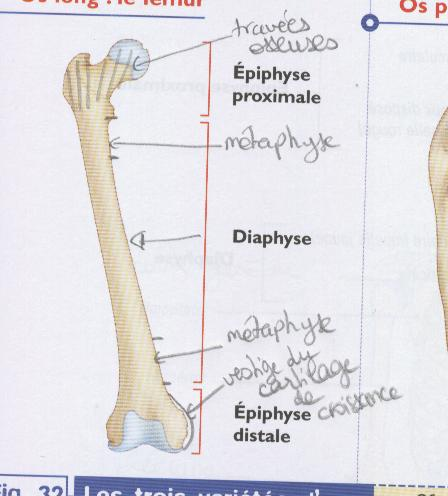 Os long : le fémur
Os p
travées
osseuses
Épiphyse
proximale
métaphyse
Diaphyse
métaphyse
vestige du
cartilage
de
croissance
Épiphyse
distale
Fig. 32
Les trois variétés d'